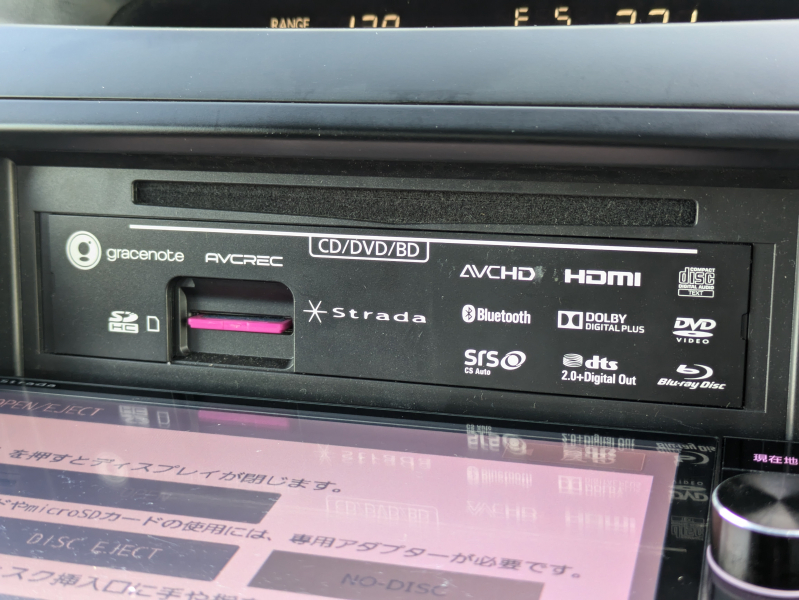 RANGE
CD/DVD/BD
gracenote
AVCREC
AVCHD
HDMI
COMPACT
disc
DIGITAL AUDIO
TEXT
SD
HC
Strada
Bluetooth
DOLBY
DIGITAL PLUS
DVD
VIDEO
SRS
CS Auto
dts
2.0+Digital Out
Blu-ray Disc
Strada
OPEN/EJECT
を押すとディスプレイが閉じます。
現在地
microSDカードの使用には、専用アダプターが必要です。
DISC EJECT
NO-DISC